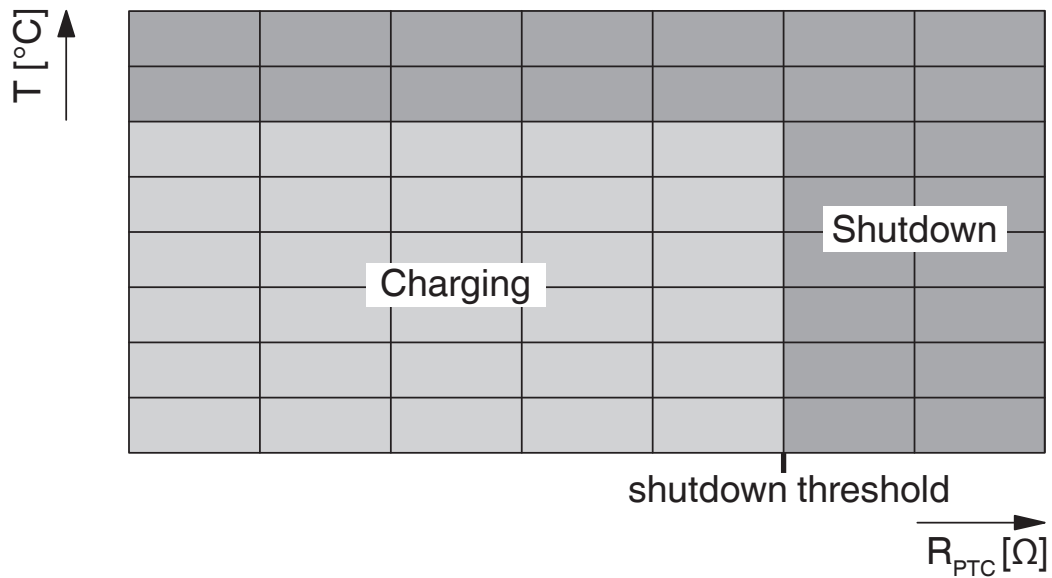 T [°C]
Shutdown
Charging
shutdown threshold
R_PTC [Ω]